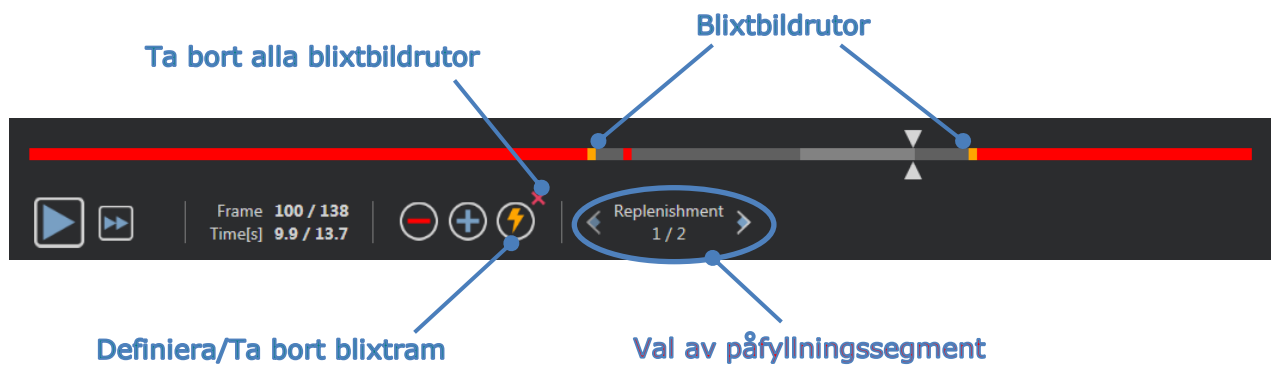 Blixtbildrutor
Ta bort alla blixtbildrutor
Frame 100 / 138
Time[s] 9.9 / 13.7
Replenishment
1 / 2
Definiera/Ta bort blixtram
Val av påfyllningssegment